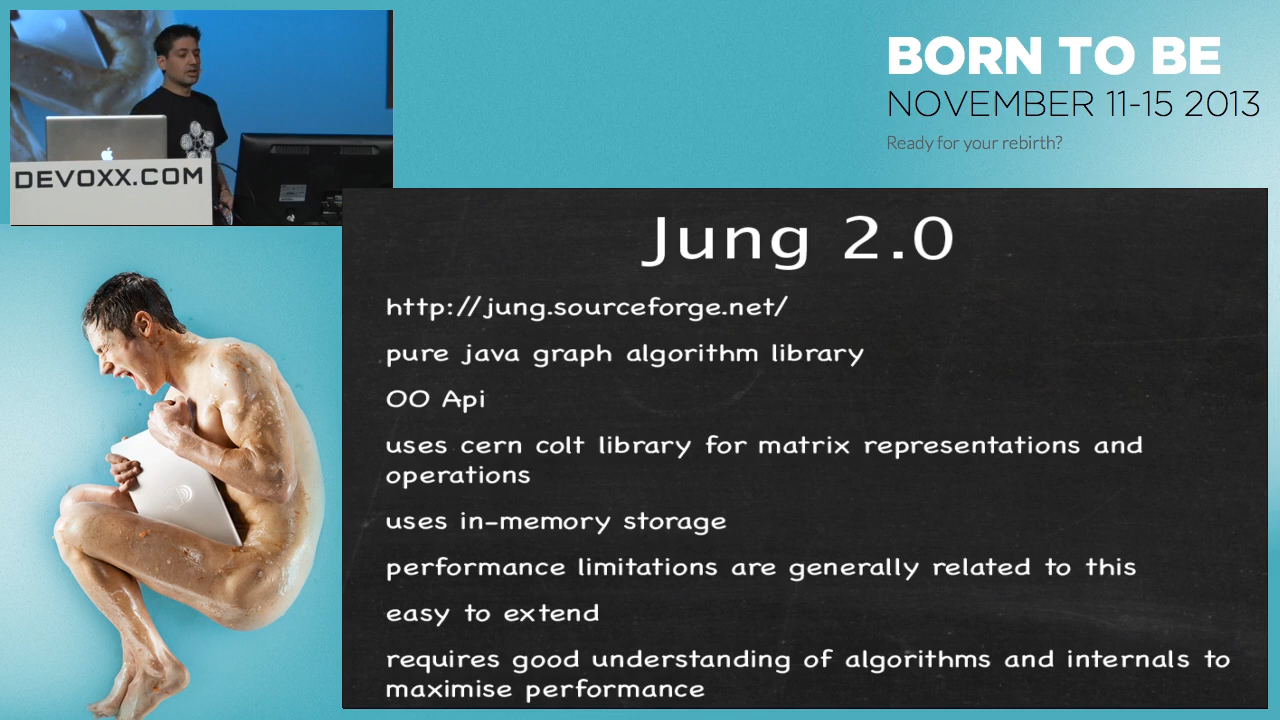 DEVOXX.COM
BORN TO BE
NOVEMBER 11-15 2013
Ready for your rebirth?
Jung 2.0
http://jung.sourceforge.net/
pure java graph algorithm library
OO Api
uses cern colt library for matrix representations and
operations
uses in-memory storage
performance limitations are generally related to this
easy to extend
requires good understanding of algorithms and internals to
maximise performance